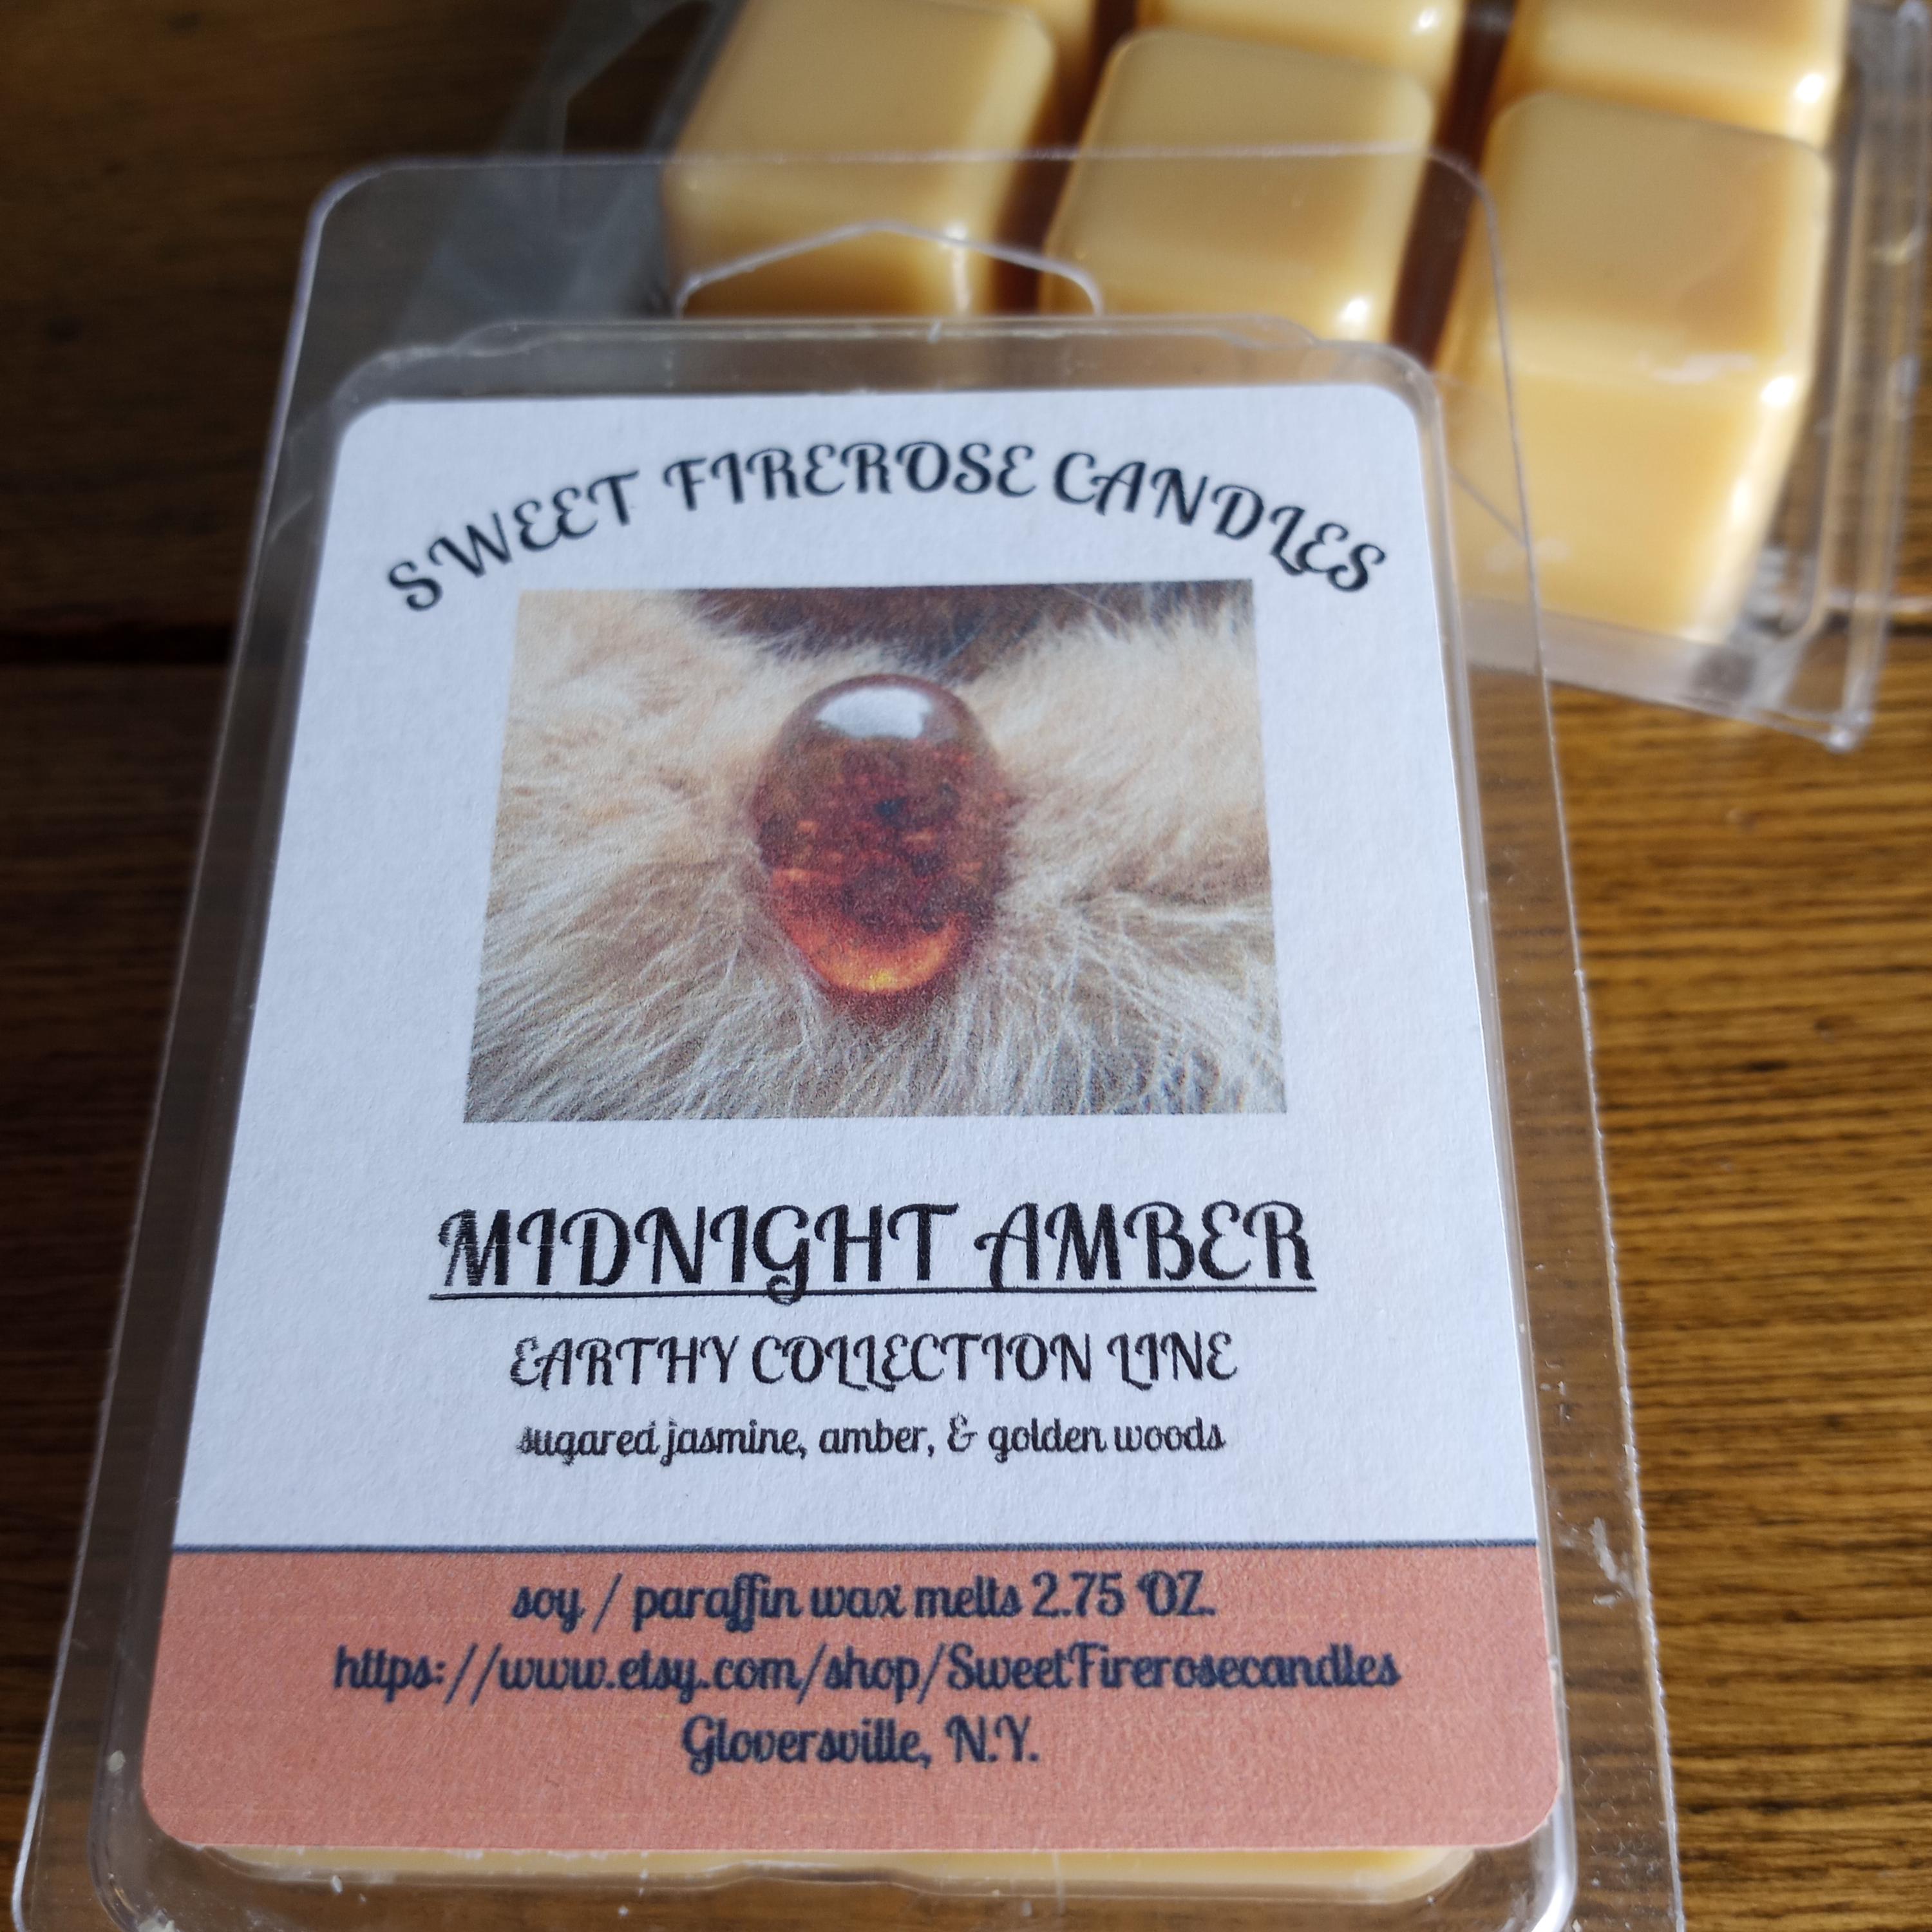 SWEET FIREROSE CANDLES
MIDNIGHT AMBER
EARTHY COLLECTION LINE
sugared jasmine, amber, & golden woods
soy / paraffin wax melts 2.75 OZ.
https://www.etsy.com/shop/SweetFirerosecandles
Gloversville, N.Y.